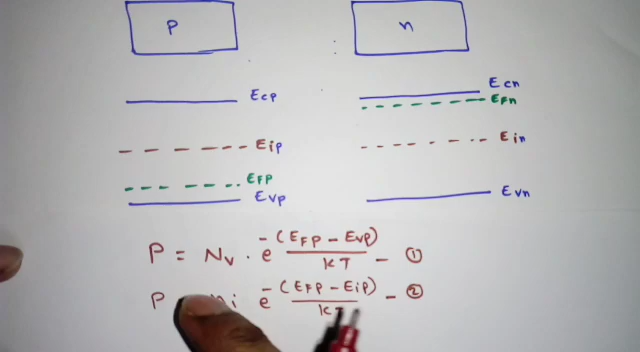 P n
Ecp Ecn
EFn
Eip Ein
EFP
Evp Evn
P = Nv · e^-(EFP - EVP)/KT - ①
P ni e^-(EFP - Eip)/KT - ②